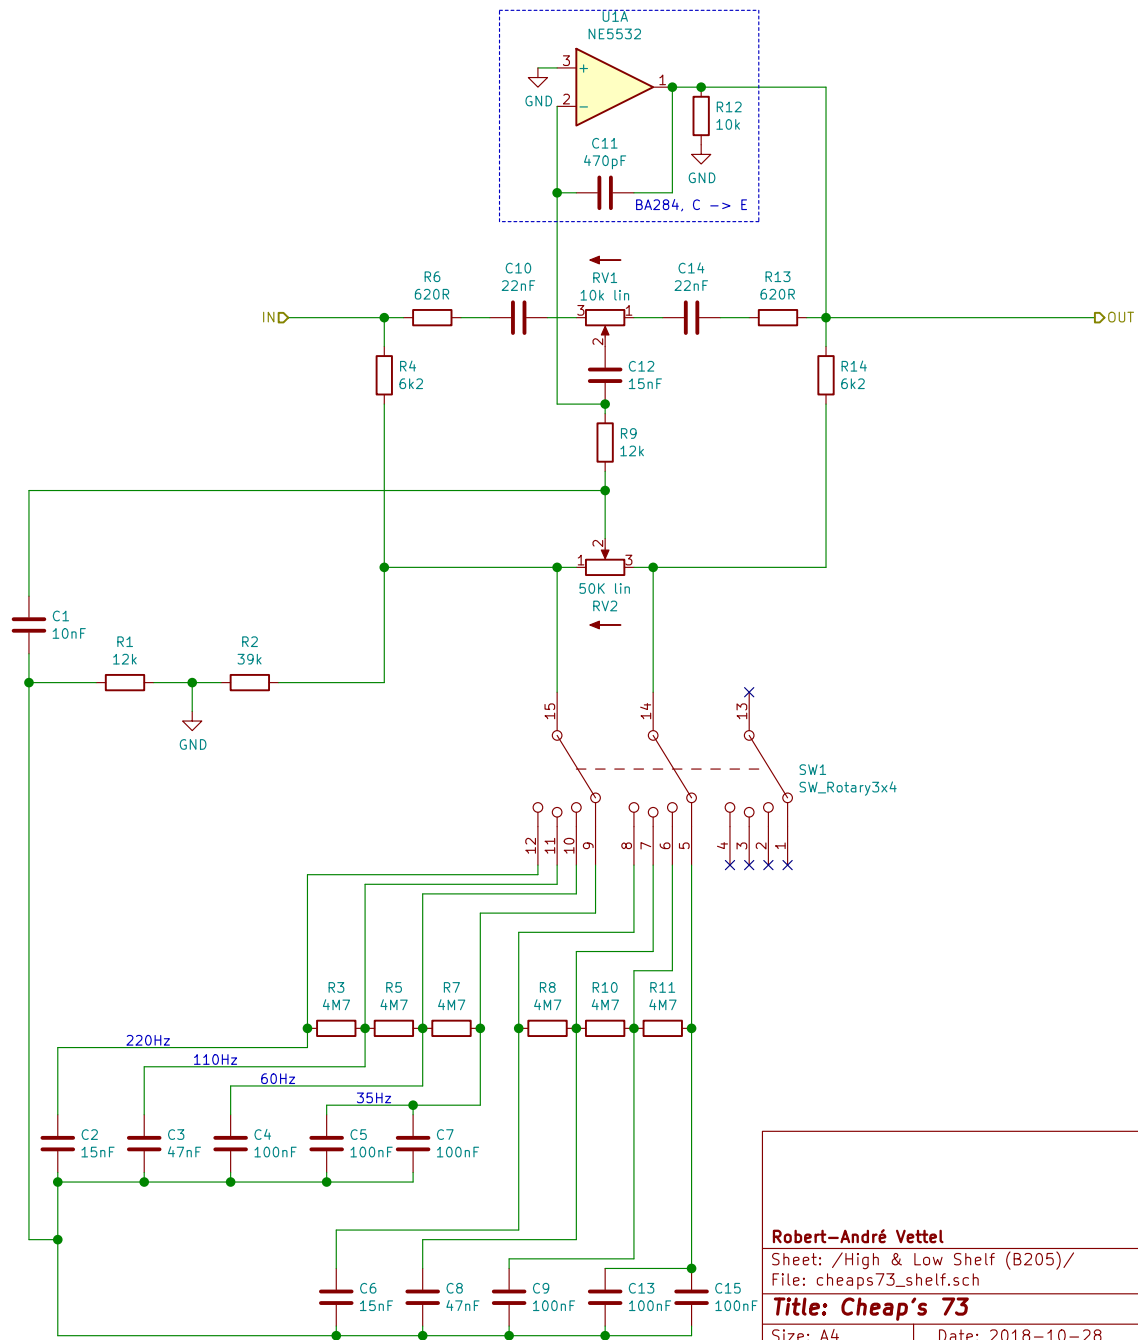 U1A
NE5532
3
+
1
GND
2
−
R12
10k
C11
470pF
GND
BA284, C -> E
R6
620R
C10
22nF
RV1
10k lin
C14
22nF
R13
620R
IN
3
1
OUT
2
R4
6k2
C12
15nF
R14
6k2
R9
12k
2
1
3
50K lin
RV2
C1
10nF
R1
12k
R2
39k
GND
15
14
13
SW1
SW_Rotary3x4
12
11
10
9
8
7
6
5
4
3
2
1
R3
4M7
R5
4M7
R7
4M7
R8
4M7
R10
4M7
R11
4M7
220Hz
110Hz
60Hz
35Hz
C2
15nF
C3
47nF
C4
100nF
C5
100nF
C7
100nF
C6
15nF
C8
47nF
C9
100nF
C13
100nF
C15
100nF
Robert-André Vettel
Sheet: /High & Low Shelf (B205)/
File: cheaps73_shelf.sch
Title: Cheap's 73
Size: A4
Date: 2018-10-28